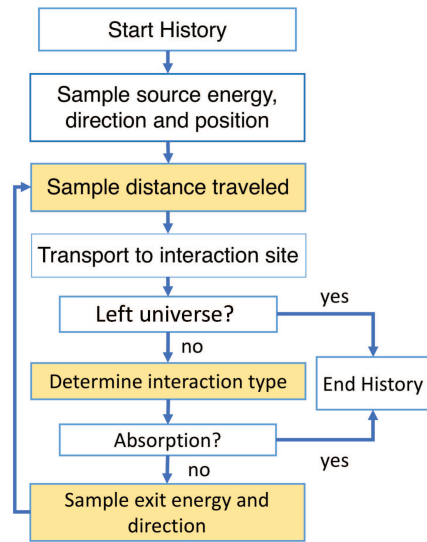 Start History
Sample source energy,
direction and position
Sample distance traveled
Transport to interaction site
Left universe?
yes
no
Determine interaction type
End History
Absorption?
yes
no
Sample exit energy and
direction